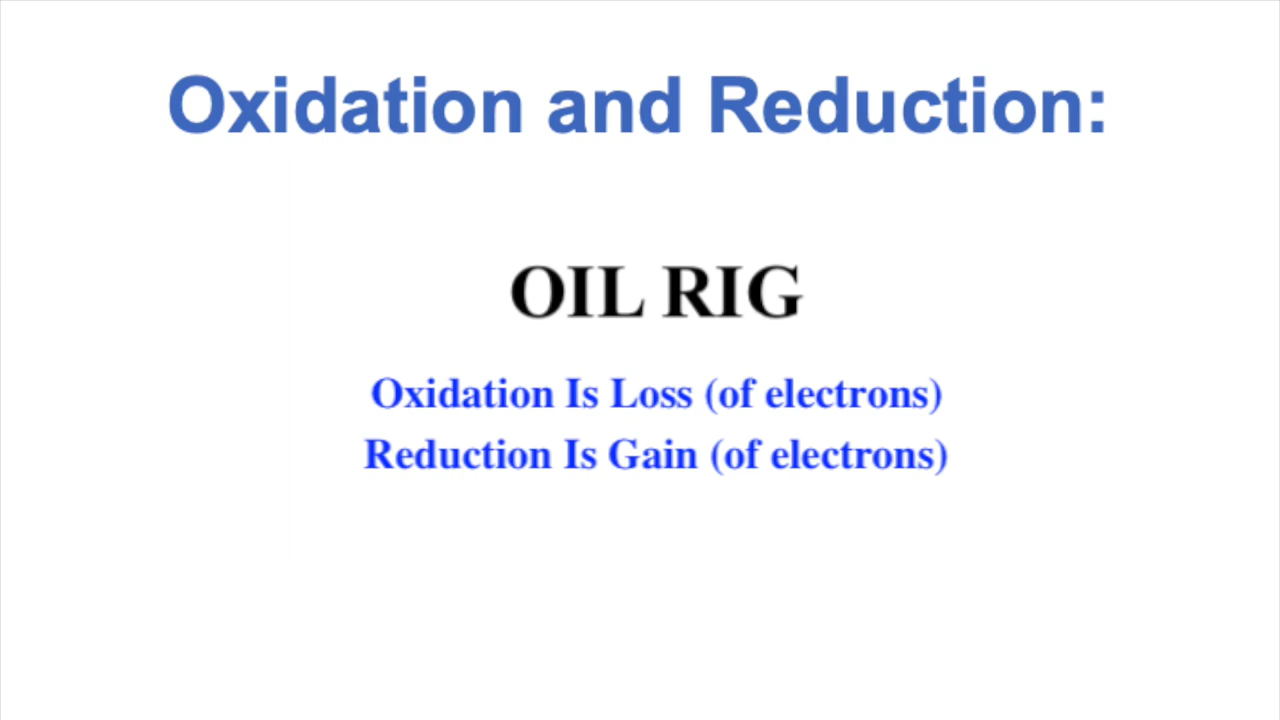 Oxidation and Reduction:
OIL RIG
Oxidation Is Loss (of electrons)
Reduction Is Gain (of electrons)